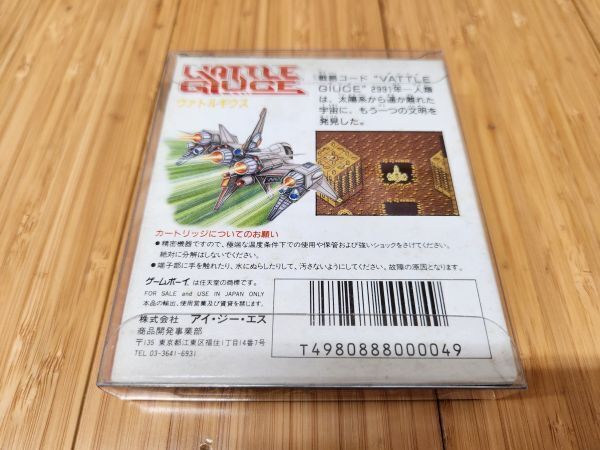 VATTLE
GIUCE
ヴァトルギウス
戦略コード "VATTLE
GIUCE" 2991年―人類
は、太陽系から遥か離れた
宇宙に、もう一つの文明を
発見した。
カートリッジについてのお願い
●精密機器ですので、極端な温度条件下での使用や保管および強いショックをさけてください。
絶対に分解はしないでください。
●端子部に手を触れたり、水にぬらしたりして、汚さないようにしてください。故障の原因となります。
ゲームボーイは任天堂の商標です。
FOR SALE and USE IN JAPAN ONLY
本品の輸出、使用営業及び賃貸を禁じます。
株式会社 アイ・ジー・エス
商品開発事業部
〒135 東京都江東区福住1丁目14番7号
TEL 03-3641-6931
T4980888000049